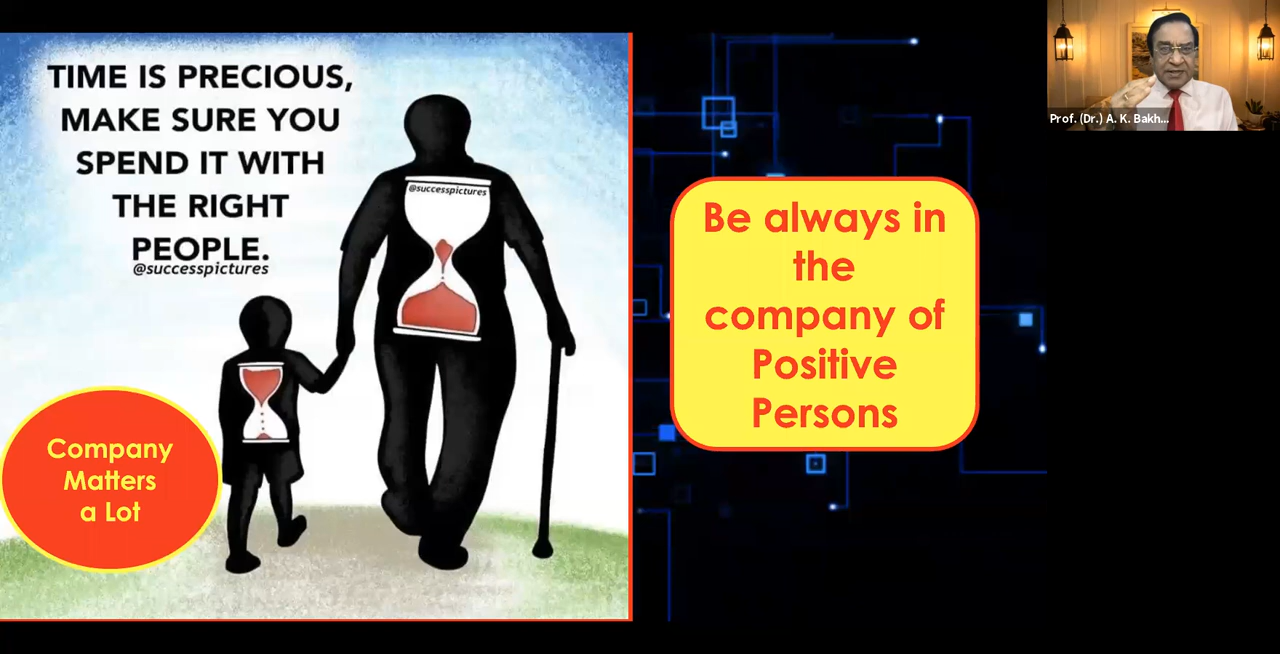 TIME IS PRECIOUS,
MAKE SURE YOU
SPEND IT WITH
THE RIGHT
PEOPLE.
@successpictures
@successpictures
Company
Matters
a Lot
Be always in
the
company of
Positive
Persons
Prof. (Dr.) A. K. Bakh...